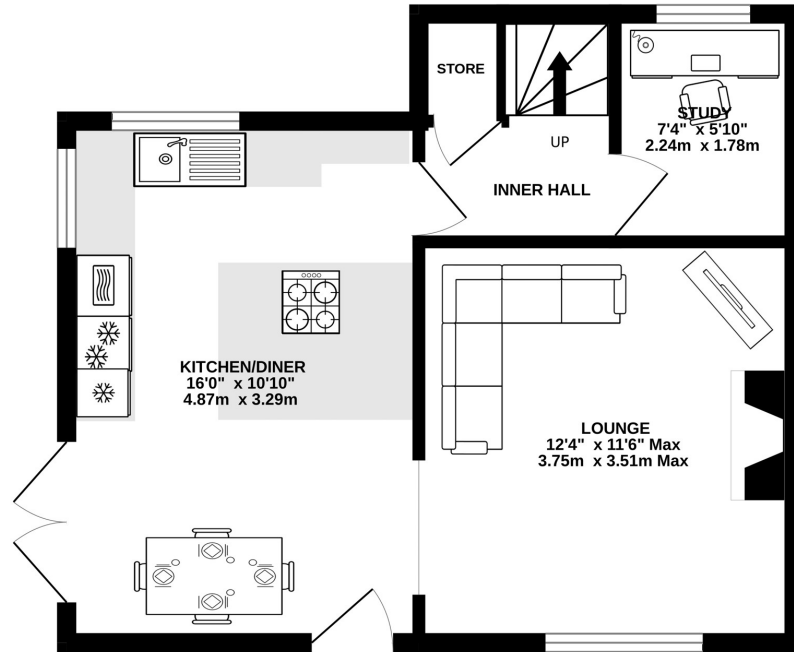 STORE
UP
INNER HALL
STUDY
7'4" x 5'10"
2.24m x 1.78m
KITCHEN/DINER
16'0" x 10'10"
4.87m x 3.29m
LOUNGE
12'4" x 11'6" Max
3.75m x 3.51m Max